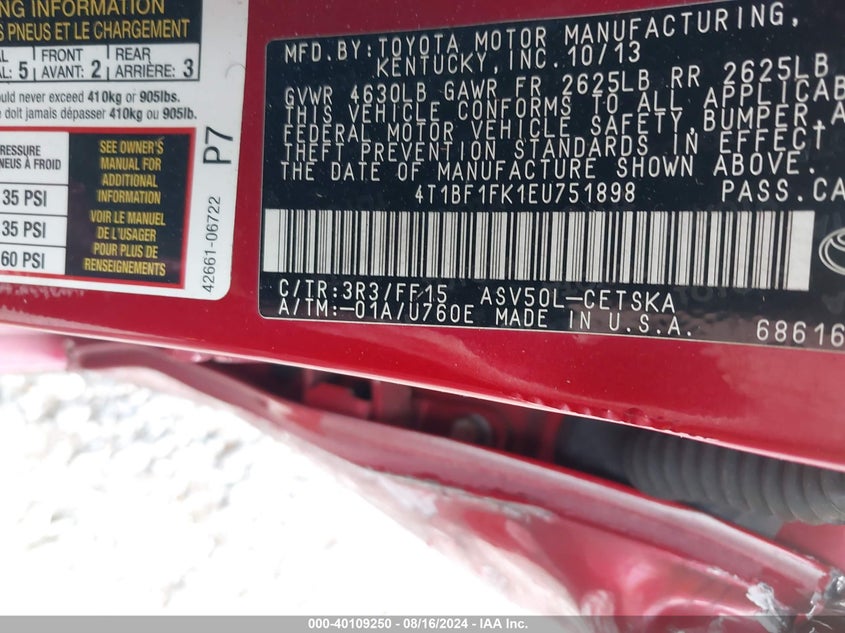 NG INFORMATION
S PNEUS ET LE CHARGEMENT
5
FRONT
AVANT: 2
REAR
ARRIÈRE: 3
never exceed 410kg or 905lbs.
doit jamais dépasser 410kg ou 905lb.
PRESSURE
PNEUS À FROID
35 PSI
35 PSI
60 PSI
SEE OWNER'S
MANUAL FOR
ADDITIONAL
INFORMATION
VOIR LE MANUEL
DE L'USAGER
POUR PLUS DE
RENSEIGNEMENTS
42661-06722
P7
MFD.BY: TOYOTA MOTOR MANUFACTURING,
KENTUCKY, INC. 10/13
GVWR 4630LB GAWR FR 2625LB RR 2625LB
THIS VEHICLE CONFORMS TO ALL APPLICAB
FEDERAL MOTOR VEHICLE SAFETY, BUMPER, A
THEFT PREVENTION STANDARDS IN EFFECT
THE DATE OF MANUFACTURE SHOWN ABOVE.
4T1BF1FK1EU751898 PASS.CA
C/TR: 3R3/FF15 ASV50L-CETSKA
A/TM: -01A/U760E MADE IN U.S.A.
68616
000-40109250 - 08/16/2024 - IAA Inc.